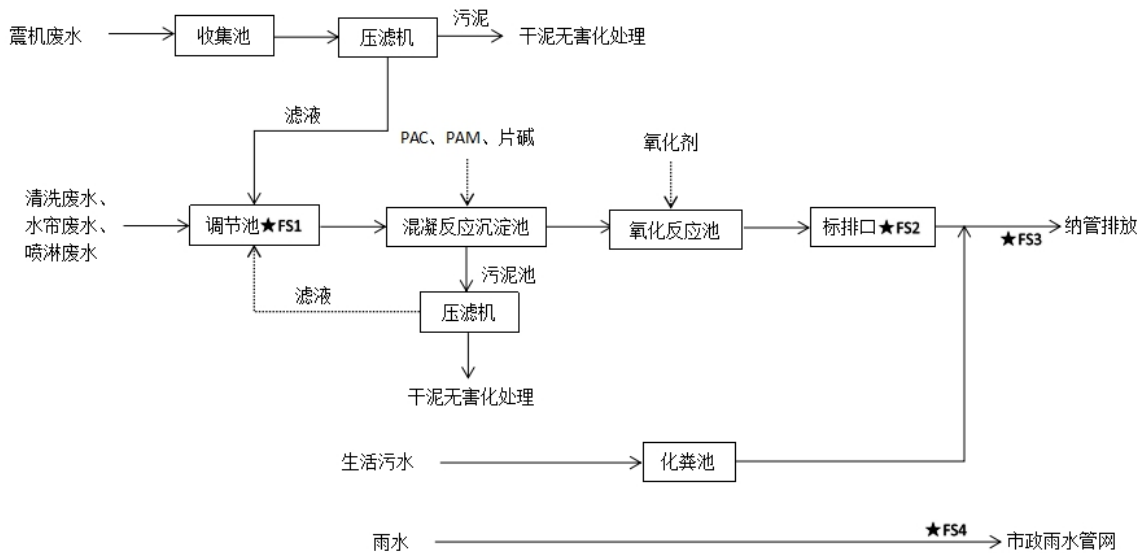 震机废水
收集池
压滤机
污泥
干泥无害化处理
滤液
PAC、PAM、片碱
氧化剂
清洗废水、
水帘废水、
喷淋废水
调节池★FS1
混凝反应沉淀池
氧化反应池
标排口★FS2
★FS3
纳管排放
污泥池
滤液
压滤机
干泥无害化处理
生活污水
化粪池
雨水
★FS4
市政雨水管网